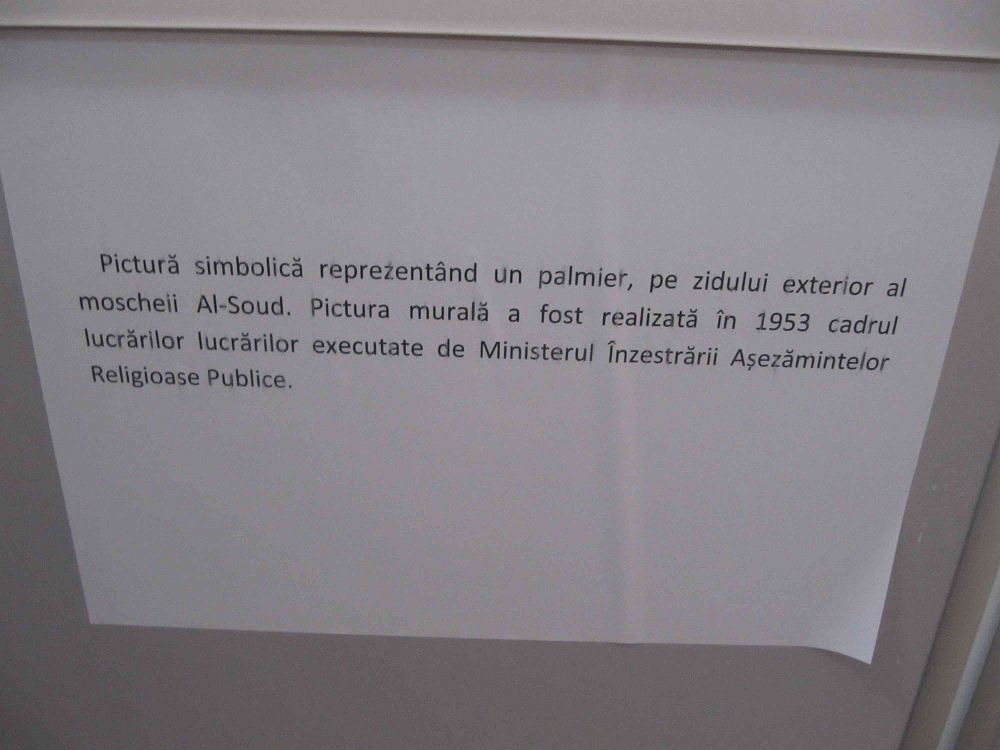 Pictură simbolică reprezentând un palmier, pe zidului exterior al
moscheii Al-Soud. Pictura murală a fost realizată în 1953 cadrul
lucrărilor lucrărilor executate de Ministerul Înzestrării Așezămintelor
Religioase Publice.